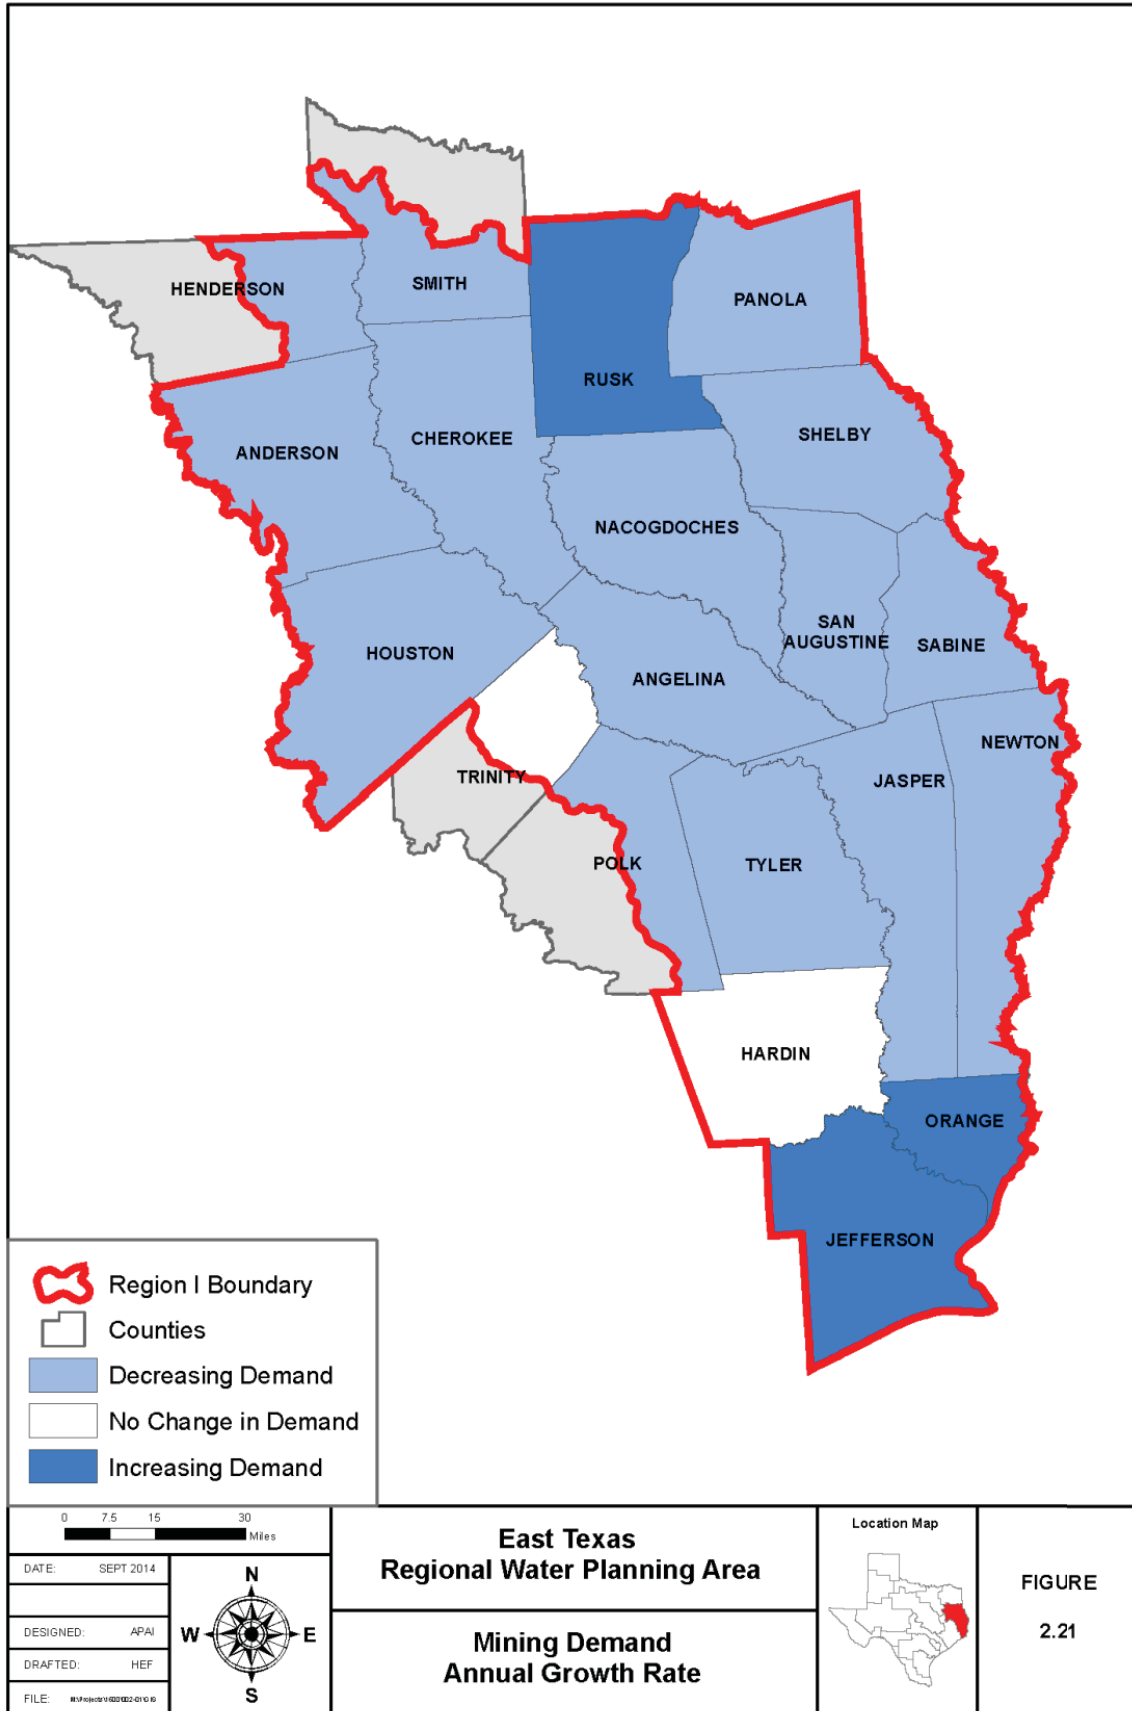 HENDERSON
SMITH
PANOLA
RUSK
ANDERSON
CHEROKEE
SHELBY
NACOGDOCHES
SAN
AUGUSTINE
SABINE
HOUSTON
ANGELINA
NEWTON
TRINITY
JASPER
POLK
TYLER
HARDIN
ORANGE
JEFFERSON
Region I Boundary
Counties
Decreasing Demand
No Change in Demand
Increasing Demand
0 7.5 15 30
Miles
DATE: SEPT 2014
DESIGNED: APAI
DRAFTED: HEF
FILE:
N
W E
S
East Texas
Regional Water Planning Area
Mining Demand
Annual Growth Rate
Location Map
FIGURE
2.21